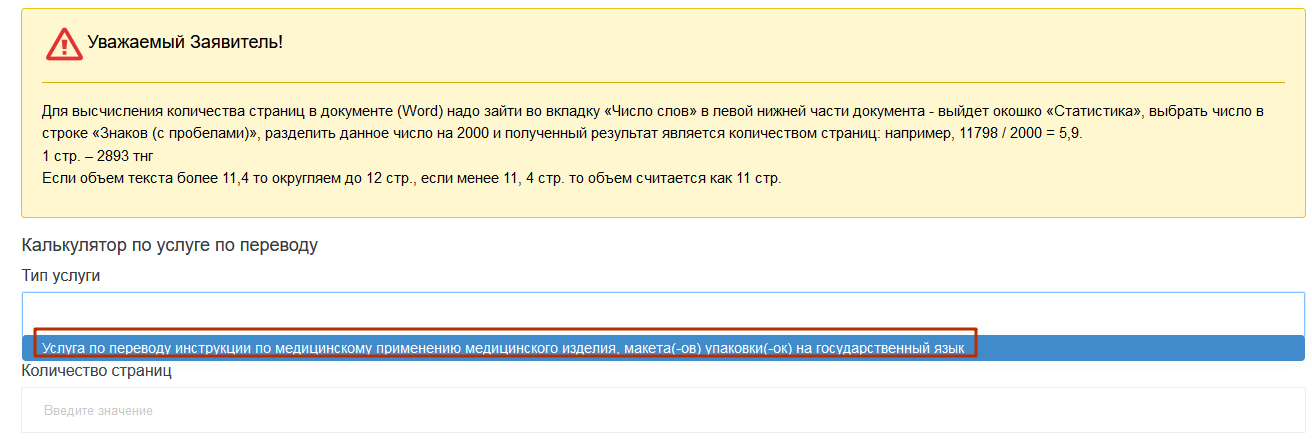 Уважаемый Заявитель!
Для высчисления количества страниц в документе (Word) надо зайти во вкладку «Число слов» в левой нижней части документа - выйдет окошко «Статистика», выбрать число в
строке «Знаков (с пробелами)», разделить данное число на 2000 и полученный результат является количеством страниц: например, 11798 / 2000 = 5,9.
1 стр. – 2893 тнг
Если объем текста более 11,4 то округляем до 12 стр., если менее 11, 4 стр. то объем считается как 11 стр.
Калькулятор по услуге по переводу
Тип услуги
Услуга по переводу инструкции по медицинскому применению медицинского изделия, макета(-ов) упаковки(-ок) на государственный язык
Количество страниц
Введите значение